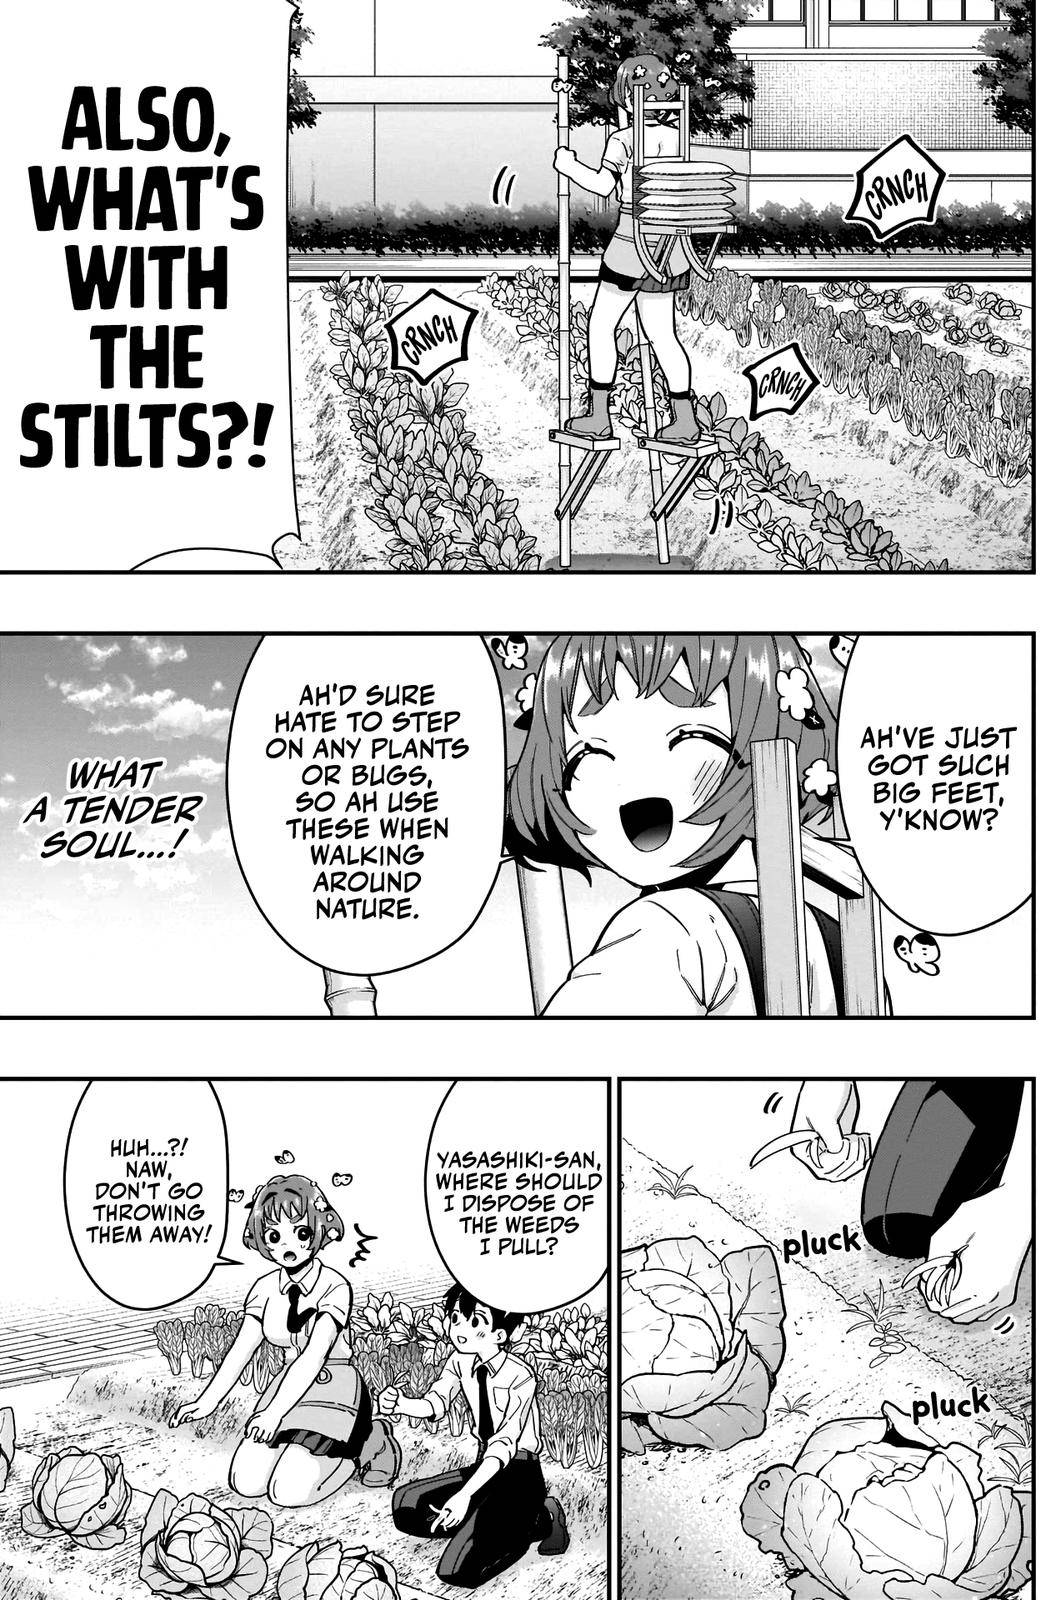 ALSO,
WHAT'S
WITH
THE
STILTS?!
CRNCH
CRNCH
CRNCH
AH'VE JUST
GOT SUCH
BIG FEET,
Y'KNOW?
AH'D SURE
HATE TO STEP
ON ANY PLANTS
OR BUGS,
SO AH USE
THESE WHEN
WALKING
AROUND
NATURE.
WHAT
A TENDER
SOUL...!
pluck
pluck
YASASHIKI-SAN,
WHERE SHOULD
I DISPOSE OF
THE WEEDS
I PULL?
HUH...?!
NAW,
DON'T GO
THROWING
THEM AWAY!